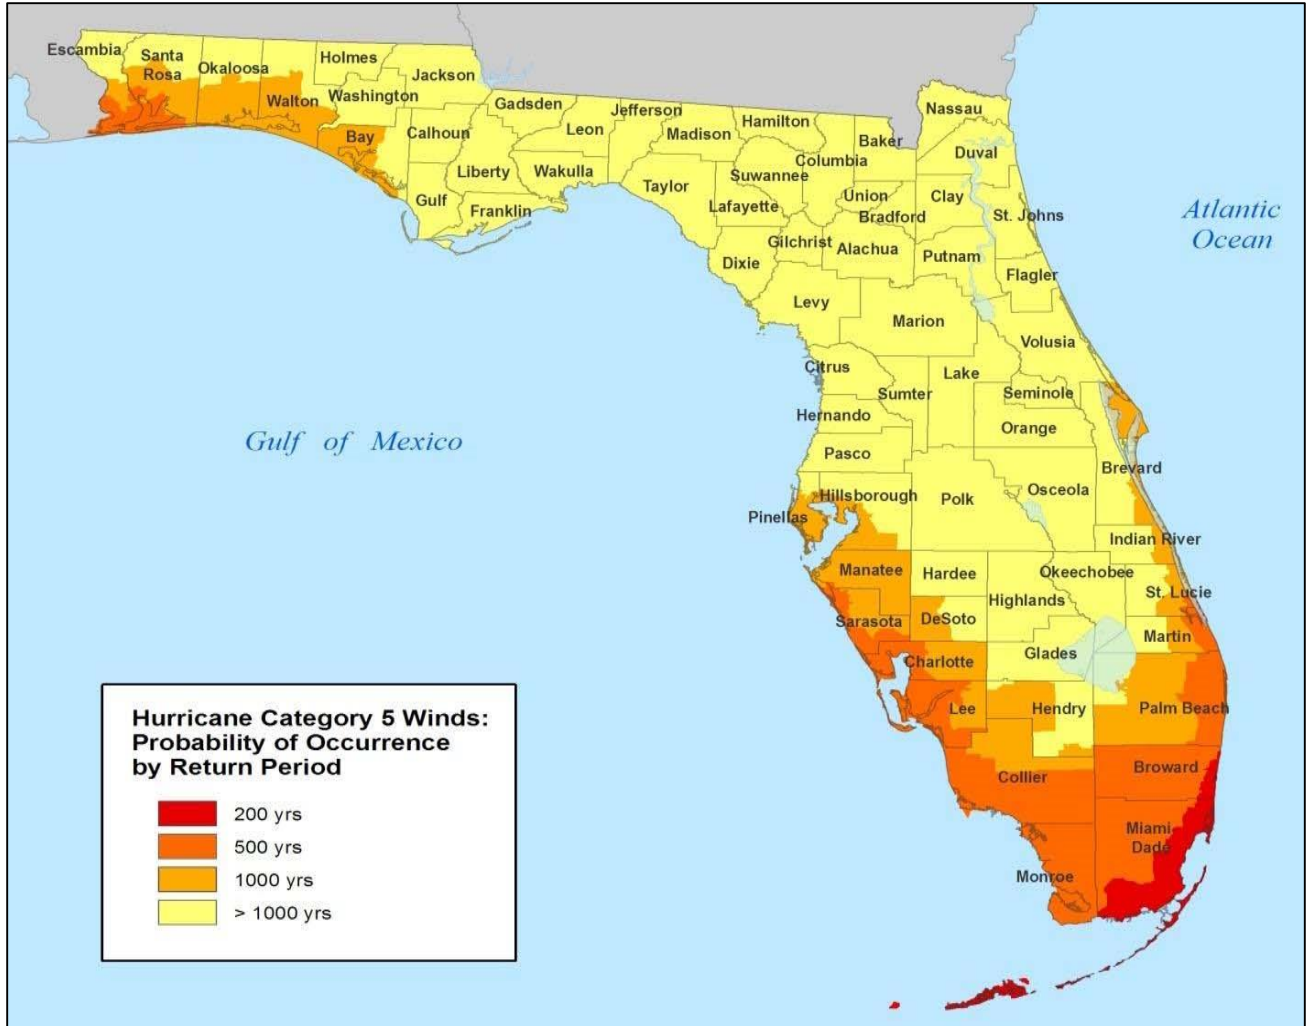 Escambia
Santa
Rosa
Okaloosa
Walton
Holmes
Washington
Jackson
Bay
Calhoun
Gulf
Gadsden
Liberty
Franklin
Leon
Wakulla
Jefferson
Madison
Taylor
Hamilton
Suwannee
Lafayette
Columbia
Baker
Nassau
Duval
Union
Bradford
Clay
St. Johns
Gilchrist
Alachua
Putnam
Dixie
Flagler
Levy
Marion
Volusia
Citrus
Lake
Sumter
Seminole
Hernando
Orange
Pasco
Brevard
Hillsborough
Polk
Osceola
Pinellas
Indian River
Manatee
Hardee
Okeechobee
Highlands
St. Lucie
Sarasota
DeSoto
Martin
Charlotte
Glades
Lee
Hendry
Palm Beach
Collier
Broward
Miami-
Dade
Monroe
Atlantic
Ocean
Gulf of Mexico
Hurricane Category 5 Winds:
Probability of Occurrence
by Return Period
200 yrs
500 yrs
1000 yrs
> 1000 yrs